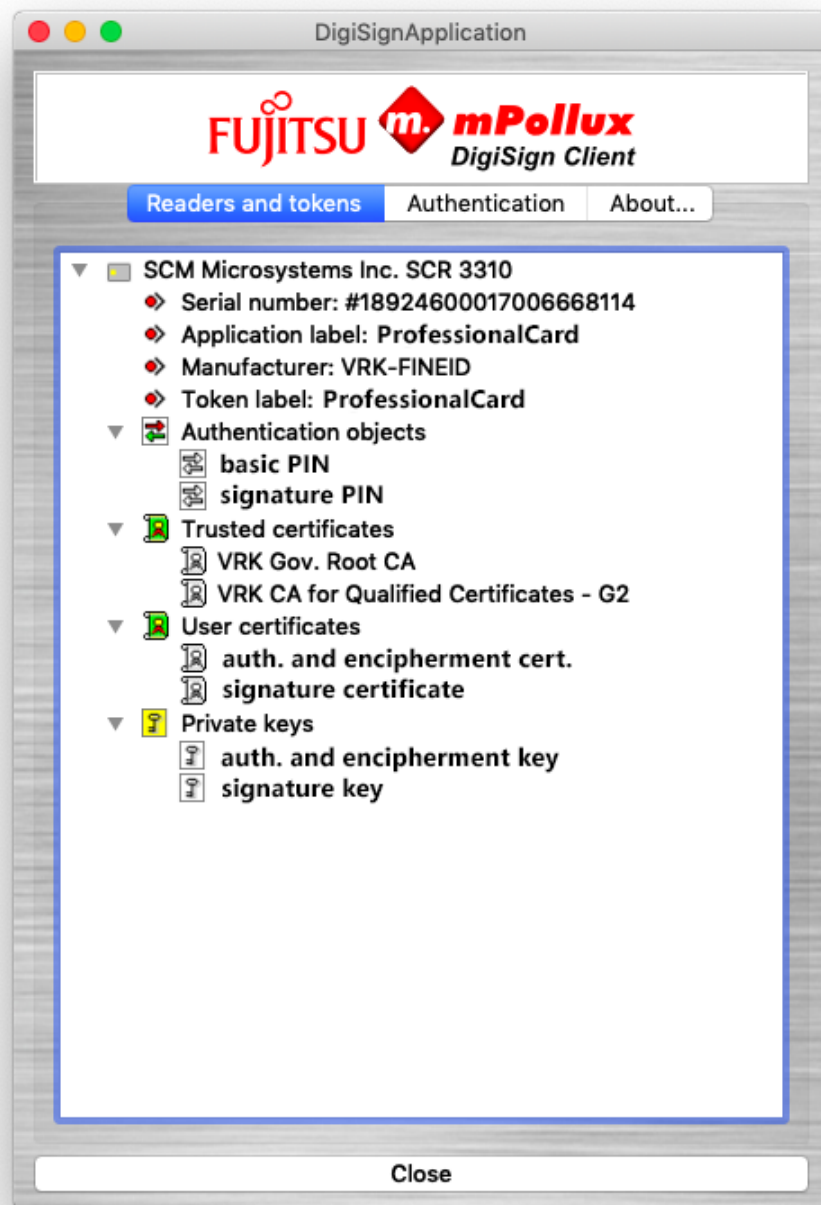 DigiSignApplication
FUJITSU m. mPollux
DigiSign Client
Readers and tokens Authentication About...
SCM Microsystems Inc. SCR 3310
Serial number: #18924600017006668114
Application label: ProfessionalCard
Manufacturer: VRK-FINEID
Token label: ProfessionalCard
Authentication objects
basic PIN
signature PIN
Trusted certificates
VRK Gov. Root CA
VRK CA for Qualified Certificates - G2
User certificates
auth. and encipherment cert.
signature certificate
Private keys
auth. and encipherment key
signature key
Close